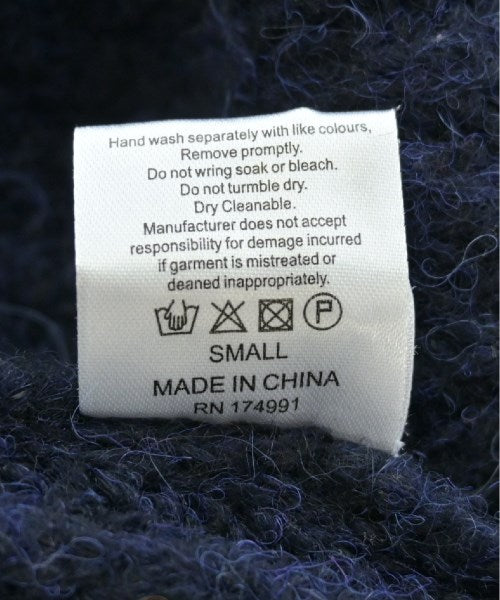 Hand wash separately with like colours,
Remove promptly.
Do not wring soak or bleach.
Do not turmble dry.
Dry Cleanable.
Manufacturer does not accept
responsibility for damage incurred
if garment is mistreated or
deaned inappropriately.
P
SMALL
MADE IN CHINA
RN 174991